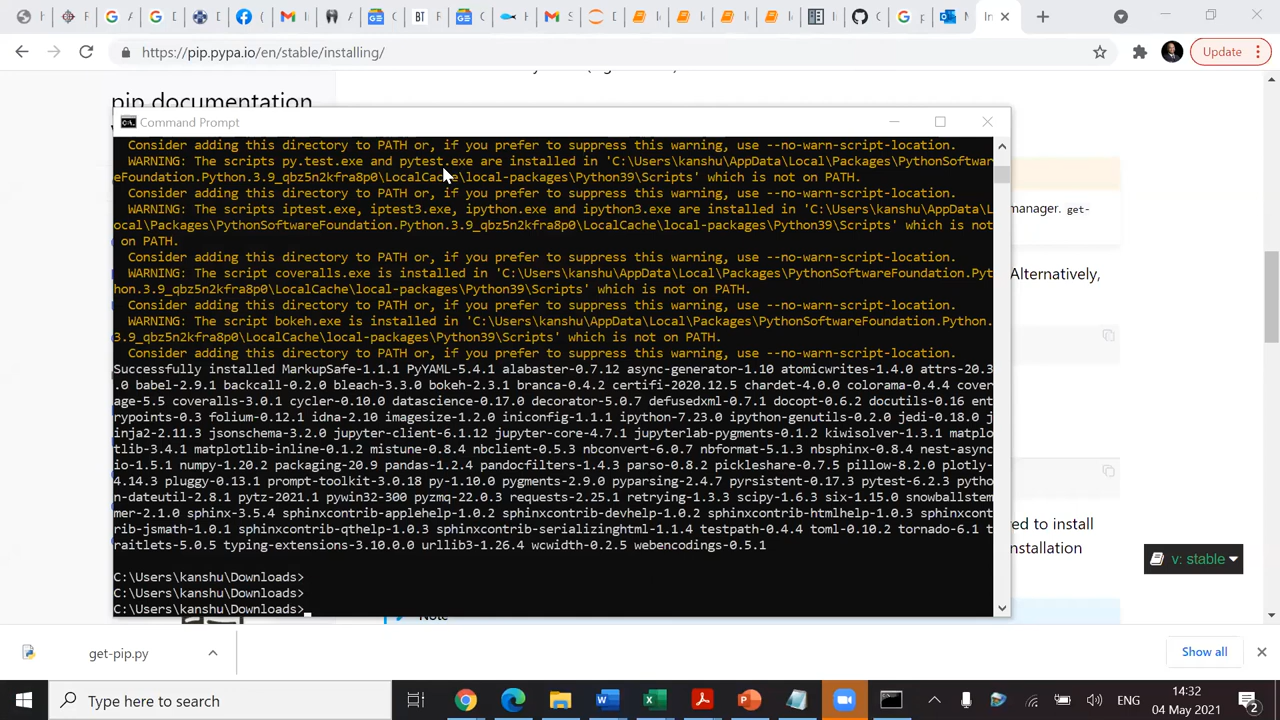 https://pip.pypa.io/en/stable/installing/
Update
pip documentation
Command Prompt
Consider adding this directory to PATH or, if you prefer to suppress this warning, use --no-warn-script-location.
WARNING: The scripts py.test.exe and pytest.exe are installed in 'C:\Users\kanshu\AppData\Local\Packages\PythonSoftwar
eFoundation.Python.3.9_qbz5n2kfra8p0\LocalCache\local-packages\Python39\Scripts' which is not on PATH.
Consider adding this directory to PATH or, if you prefer to suppress this warning, use --no-warn-script-location.
WARNING: The scripts iptest.exe, iptest3.exe, ipython.exe and ipython3.exe are installed in 'C:\Users\kanshu\AppData\L
ocal\Packages\PythonSoftwareFoundation.Python.3.9_qbz5n2kfra8p0\LocalCache\local-packages\Python39\Scripts' which is not
on PATH.
Consider adding this directory to PATH or, if you prefer to suppress this warning, use --no-warn-script-location.
WARNING: The script coveralls.exe is installed in 'C:\Users\kanshu\AppData\Local\Packages\PythonSoftwareFoundation.Pyt
hon.3.9_qbz5n2kfra8p0\LocalCache\local-packages\Python39\Scripts' which is not on PATH.
Consider adding this directory to PATH or, if you prefer to suppress this warning, use --no-warn-script-location.
WARNING: The script bokeh.exe is installed in 'C:\Users\kanshu\AppData\Local\Packages\PythonSoftwareFoundation.Python.
3.9_qbz5n2kfra8p0\LocalCache\local-packages\Python39\Scripts' which is not on PATH.
Consider adding this directory to PATH or, if you prefer to suppress this warning, use --no-warn-script-location.
Successfully installed MarkupSafe-1.1.1 PyYAML-5.4.1 alabaster-0.7.12 async-generator-1.10 atomicwrites-1.4.0 attrs-20.3
.0 babel-2.9.1 backcall-0.2.0 bleach-3.3.0 bokeh-2.3.1 branca-0.4.2 certifi-2020.12.5 chardet-4.0.0 colorama-0.4.4 cover
age-5.5 coveralls-3.0.1 cycler-0.10.0 datascience-0.17.0 decorator-5.0.7 defusedxml-0.7.1 docopt-0.6.2 docutils-0.16 ent
rypoints-0.3 folium-0.12.1 idna-2.10 imagesize-1.2.0 iniconfig-1.1.1 ipython-7.23.0 ipython-genutils-0.2.0 jedi-0.18.0 j
inja2-2.11.3 jsonschema-3.2.0 jupyter-client-6.1.12 jupyter-core-4.7.1 jupyterlab-pygments-0.1.2 kiwisolver-1.3.1 matplo
tlib-3.4.1 matplotlib-inline-0.1.2 mistune-0.8.4 nbclient-0.5.3 nbconvert-6.0.7 nbformat-5.1.3 nbsphinx-0.8.4 nest-async
io-1.5.1 numpy-1.20.2 packaging-20.9 pandas-1.2.4 pandocfilters-1.4.3 parso-0.8.2 pickleshare-0.7.5 pillow-8.2.0 plotly-
4.14.3 pluggy-0.13.1 prompt-toolkit-3.0.18 py-1.10.0 pygments-2.9.0 pyparsing-2.4.7 pyrsistent-0.17.3 pytest-6.2.3 pytho
n-dateutil-2.8.1 pytz-2021.1 pywin32-300 pyzmq-22.0.3 requests-2.25.1 retrying-1.3.3 scipy-1.6.3 six-1.15.0 snowballstem
mer-2.1.0 sphinx-3.5.4 sphinxcontrib-applehelp-1.0.2 sphinxcontrib-devhelp-1.0.2 sphinxcontrib-htmlhelp-1.0.3 sphinxcont
rib-jsmath-1.0.1 sphinxcontrib-qthelp-1.0.3 sphinxcontrib-serializinghtml-1.1.4 testpath-0.4.4 toml-0.10.2 tornado-6.1 t
raitlets-5.0.5 typing-extensions-3.10.0.0 urllib3-1.26.4 wcwidth-0.2.5 webencodings-0.5.1
C:\Users\kanshu\Downloads>
C:\Users\kanshu\Downloads>
C:\Users\kanshu\Downloads>
manager. get-
Alternatively,
ed to install
nstallation
v: stable
Note
get-pip.py
Show all
Type here to search
ENG
14:32
04 May 2021
2